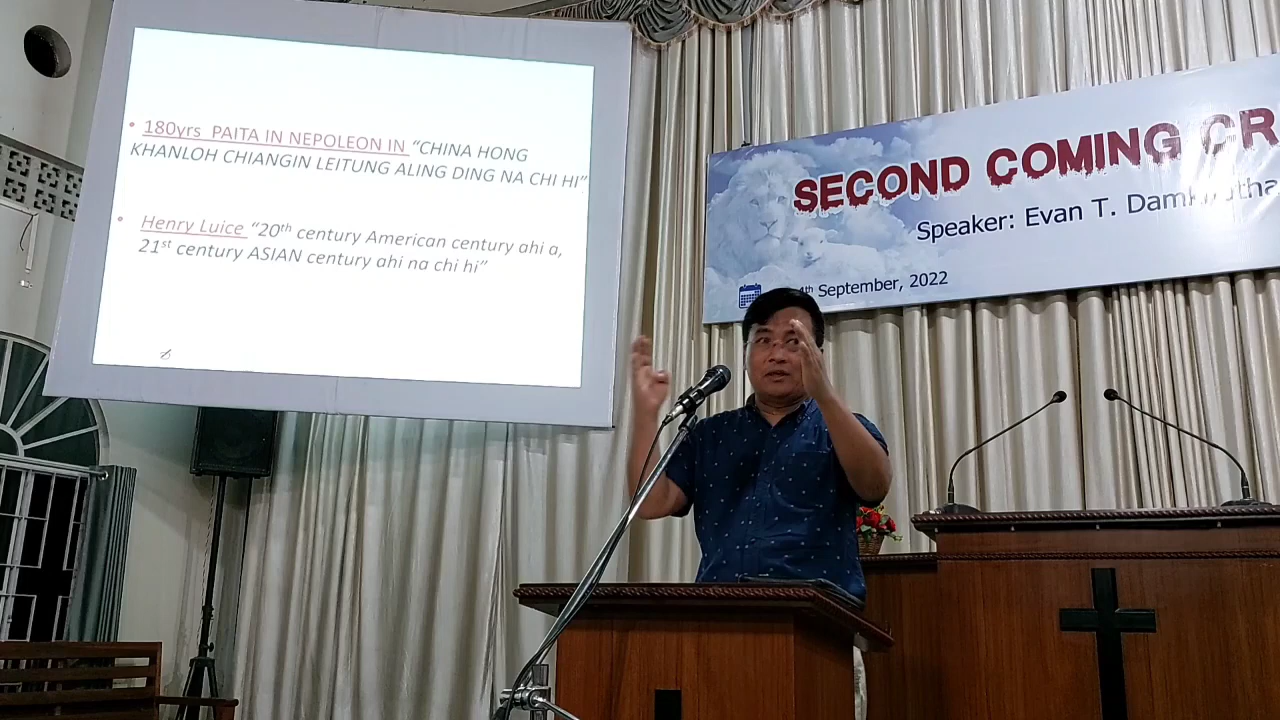 • 180yrs PAITA IN NEPOLEON IN "CHINA HONG
KHANLOH CHIANGIN LEITUNG ALING DING NA CHI HI"
• Henry Luice "20th century American century ahi a,
21st century ASIAN century ahi na chi hi"
SECOND COMING CR
Speaker: Evan T.
September, 2022